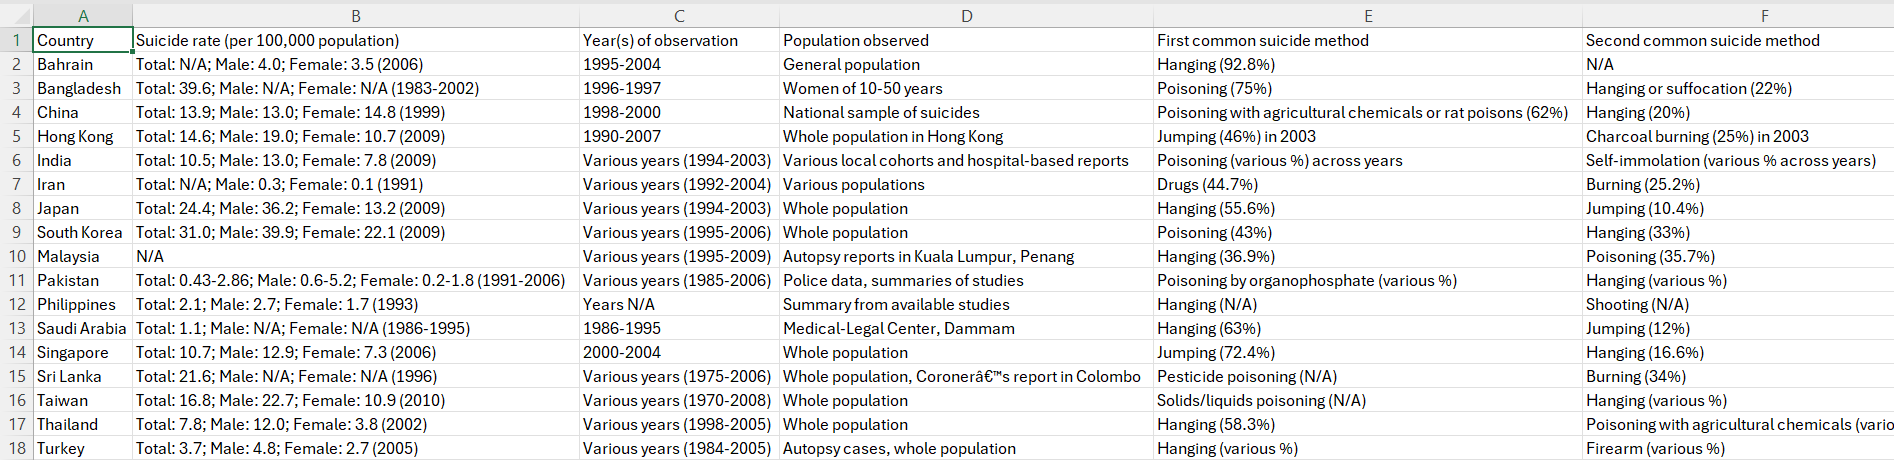 A B C D E F
1 Country Suicide rate (per 100,000 population) Year(s) of observation Population observed First common suicide method Second common suicide method
2 Bahrain Total: N/A; Male: 4.0; Female: 3.5 (2006) 1995-2004 General population Hanging (92.8%) N/A
3 Bangladesh Total: 39.6; Male: N/A; Female: N/A (1983-2002) 1996-1997 Women of 10-50 years Poisoning (75%) Hanging or suffocation (22%)
4 China Total: 13.9; Male: 13.0; Female: 14.8 (1999) 1998-2000 National sample of suicides Poisoning with agricultural chemicals or rat poisons (62%) Hanging (20%)
5 Hong Kong Total: 14.6; Male: 19.0; Female: 10.7 (2009) 1990-2007 Whole population in Hong Kong Jumping (46%) in 2003 Charcoal burning (25%) in 2003
6 India Total: 10.5; Male: 13.0; Female: 7.8 (2009) Various years (1994-2003) Various local cohorts and hospital-based reports Poisoning (various %) across years Self-immolation (various % across years)
7 Iran Total: N/A; Male: 0.3; Female: 0.1 (1991) Various years (1992-2004) Various populations Drugs (44.7%) Burning (25.2%)
8 Japan Total: 24.4; Male: 36.2; Female: 13.2 (2009) Various years (1994-2003) Whole population Hanging (55.6%) Jumping (10.4%)
9 South Korea Total: 31.0; Male: 39.9; Female: 22.1 (2009) Various years (1995-2006) Whole population Poisoning (43%) Hanging (33%)
10 Malaysia N/A Various years (1995-2009) Autopsy reports in Kuala Lumpur, Penang Hanging (36.9%) Poisoning (35.7%)
11 Pakistan Total: 0.43-2.86; Male: 0.6-5.2; Female: 0.2-1.8 (1991-2006) Various years (1985-2006) Police data, summaries of studies Poisoning by organophosphate (various %) Hanging (various %)
12 Philippines Total: 2.1; Male: 2.7; Female: 1.7 (1993) Years N/A Summary from available studies Hanging (N/A) Shooting (N/A)
13 Saudi Arabia Total: 1.1; Male: N/A; Female: N/A (1986-1995) 1986-1995 Medical-Legal Center, Dammam Hanging (63%) Jumping (12%)
14 Singapore Total: 10.7; Male: 12.9; Female: 7.3 (2006) 2000-2004 Whole population Jumping (72.4%) Hanging (16.6%)
15 Sri Lanka Total: 21.6; Male: N/A; Female: N/A (1996) Various years (1975-2006) Whole population, Coronerâ€™s report in Colombo Pesticide poisoning (N/A) Burning (34%)
16 Taiwan Total: 16.8; Male: 22.7; Female: 10.9 (2010) Various years (1970-2008) Whole population Solids/liquids poisoning (N/A) Hanging (various %)
17 Thailand Total: 7.8; Male: 12.0; Female: 3.8 (2002) Various years (1998-2005) Whole population Hanging (58.3%) Poisoning with agricultural chemicals (vario
18 Turkey Total: 3.7; Male: 4.8; Female: 2.7 (2005) Various years (1984-2005) Autopsy cases, whole population Hanging (various %) Firearm (various %)